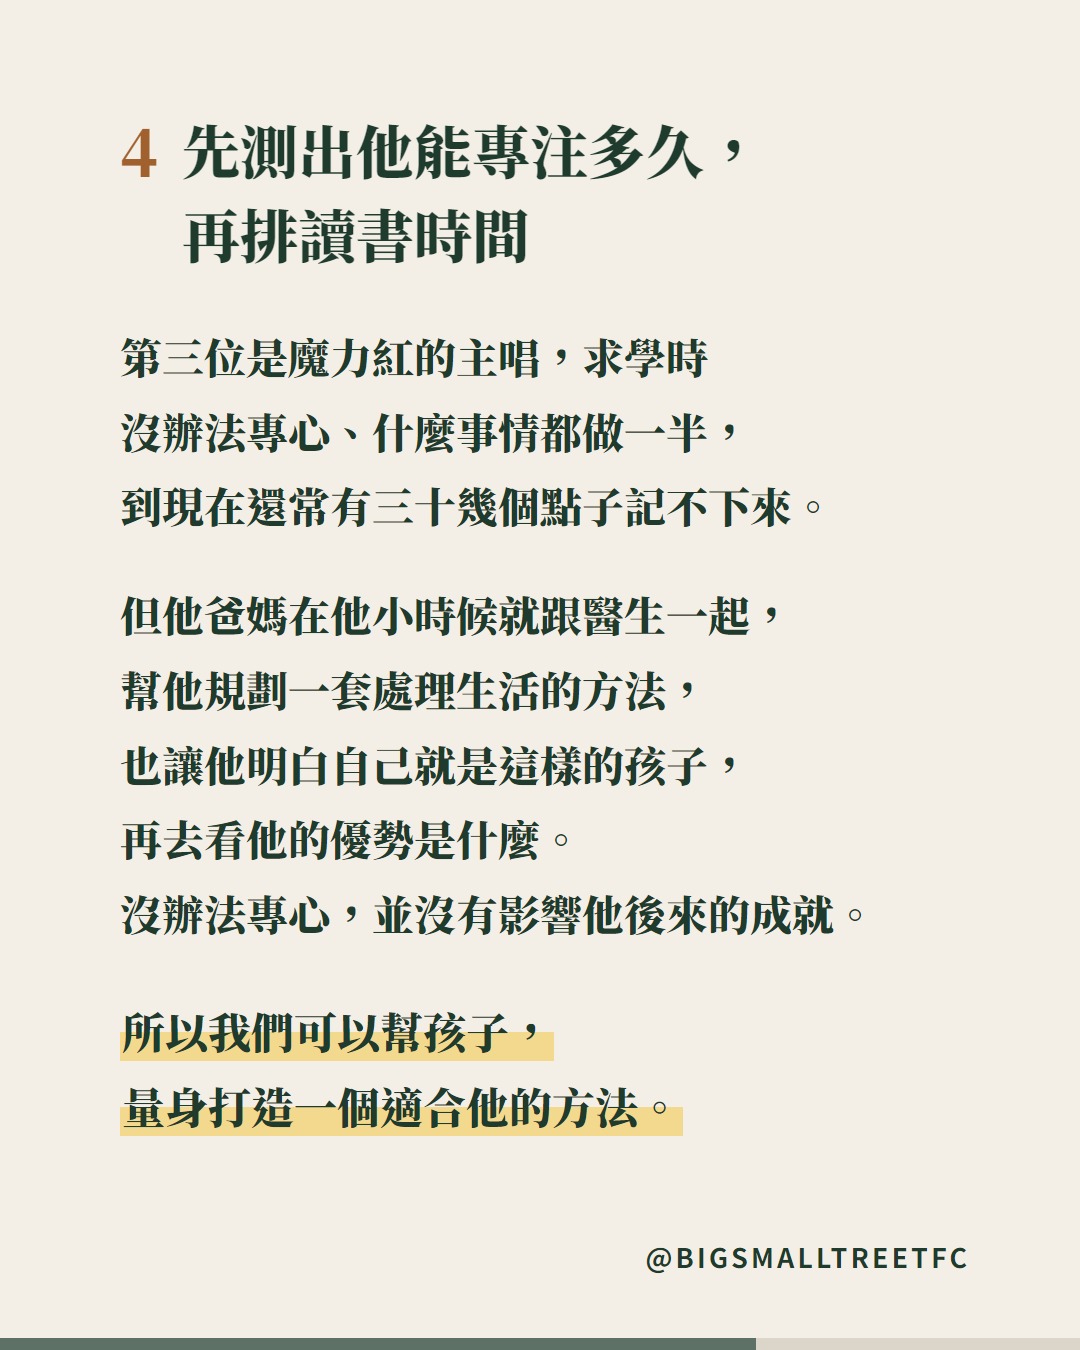 4 先測出他能專注多久，
再排讀書時間
第三位是魔力紅的主唱，求學時
沒辦法專心、什麼事情都做一半，
到現在還常有三十幾個點子記不下來。
但他爸媽在他小時候就跟醫生一起，
幫他規劃一套處理生活的方法，
也讓他明白自己就是這樣的孩子，
再去看他的優勢是什麼。
沒辦法專心，並沒有影響他後來的成就。
所以我們可以幫孩子，
量身打造一個適合他的方法。
@BIGSMALLTREETFC